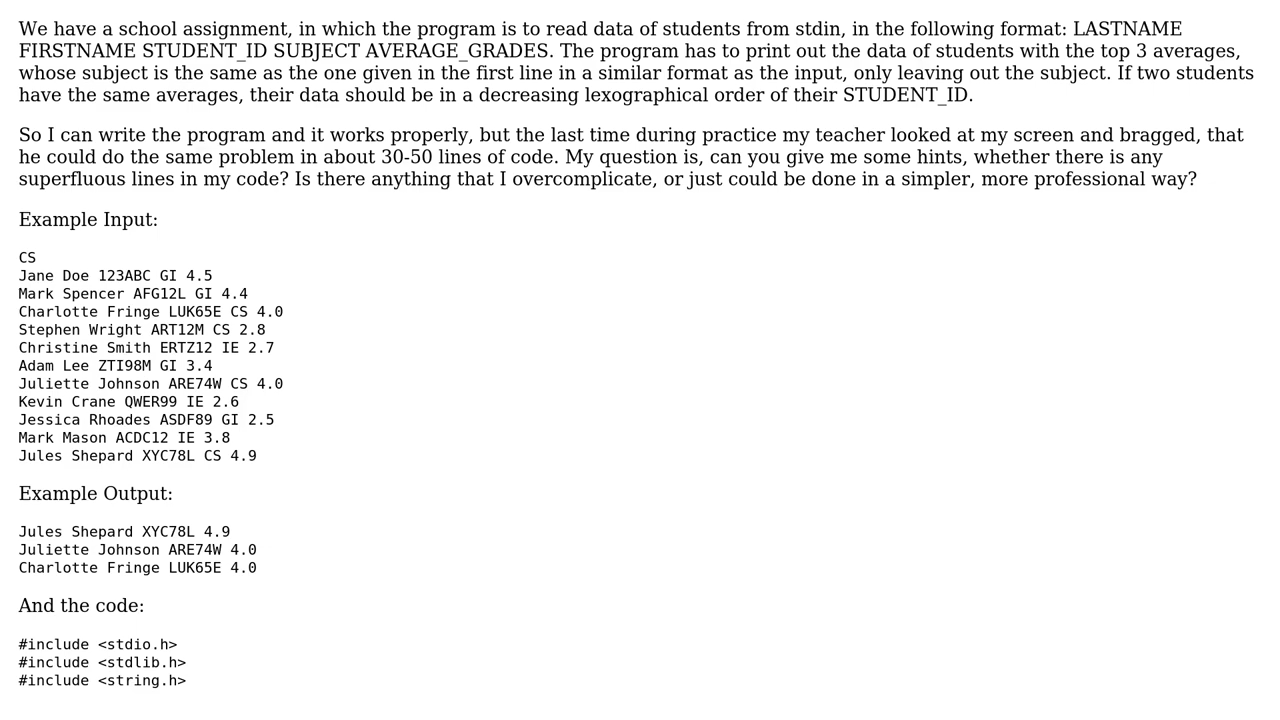 We have a school assignment, in which the program is to read data of students from stdin, in the following format: LASTNAME
FIRSTNAME STUDENT_ID SUBJECT AVERAGE_GRADES. The program has to print out the data of students with the top 3 averages,
whose subject is the same as the one given in the first line in a similar format as the input, only leaving out the subject. If two students
have the same averages, their data should be in a decreasing lexographical order of their STUDENT_ID.
So I can write the program and it works properly, but the last time during practice my teacher looked at my screen and bragged, that
he could do the same problem in about 30-50 lines of code. My question is, can you give me some hints, whether there is any
superfluous lines in my code? Is there anything that I overcomplicate, or just could be done in a simpler, more professional way?
Example Input:
CS
Jane Doe 123ABC GI 4.5
Mark Spencer AFG12L GI 4.4
Charlotte Fringe LUK65E CS 4.0
Stephen Wright ART12M CS 2.8
Christine Smith ERTZ12 IE 2.7
Adam Lee ZTI98M GI 3.4
Juliette Johnson ARE74W CS 4.0
Kevin Crane QWER99 IE 2.6
Jessica Rhoades ASDF89 GI 2.5
Mark Mason ACDC12 IE 3.8
Jules Shepard XYC78L CS 4.9
Example Output:
Jules Shepard XYC78L 4.9
Juliette Johnson ARE74W 4.0
Charlotte Fringe LUK65E 4.0
And the code:
#include <stdio.h>
#include <stdlib.h>
#include <string.h>